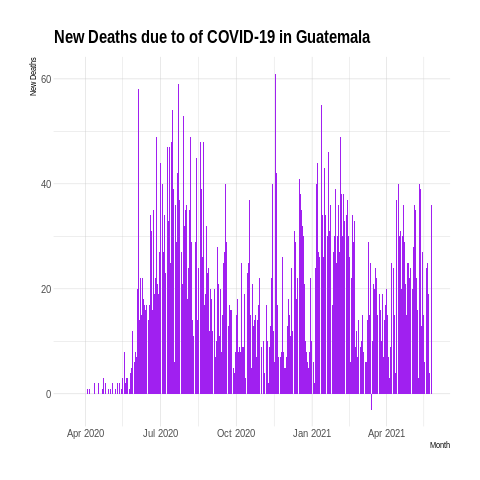 New Deaths due to of COVID-19 in Guatemala
New Deaths
60
40
20
0
Apr 2020 Jul 2020 Oct 2020 Jan 2021 Apr 2021
Month